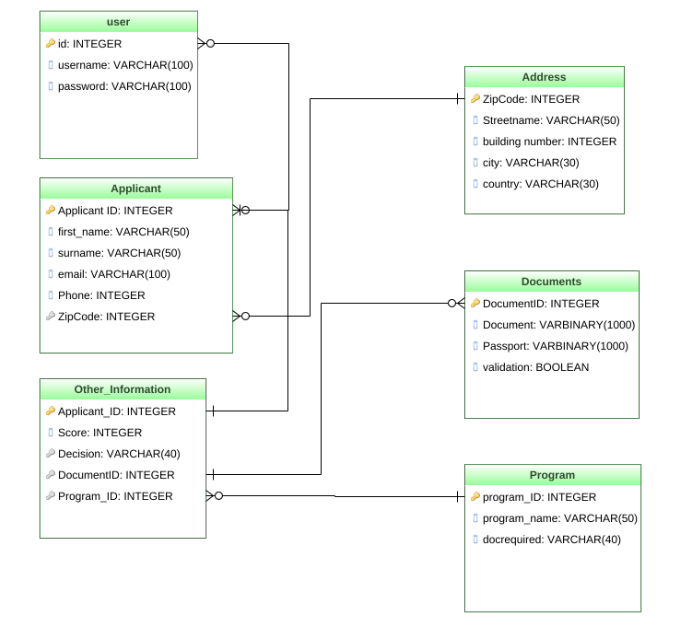 user
id: INTEGER
username: VARCHAR(100)
password: VARCHAR(100)
Applicant
Applicant ID: INTEGER
first_name: VARCHAR(50)
surname: VARCHAR(50)
email: VARCHAR(100)
Phone: INTEGER
ZipCode: INTEGER
Other_Information
Applicant_ID: INTEGER
Score: INTEGER
Decision: VARCHAR(40)
DocumentID: INTEGER
Program_ID: INTEGER
Address
ZipCode: INTEGER
Streetname: VARCHAR(50)
building number: INTEGER
city: VARCHAR(30)
country: VARCHAR(30)
Documents
DocumentID: INTEGER
Document: VARBINARY(1000)
Passport: VARBINARY(1000)
validation: BOOLEAN
Program
program_ID: INTEGER
program_name: VARCHAR(50)
docrequired: VARCHAR(40)